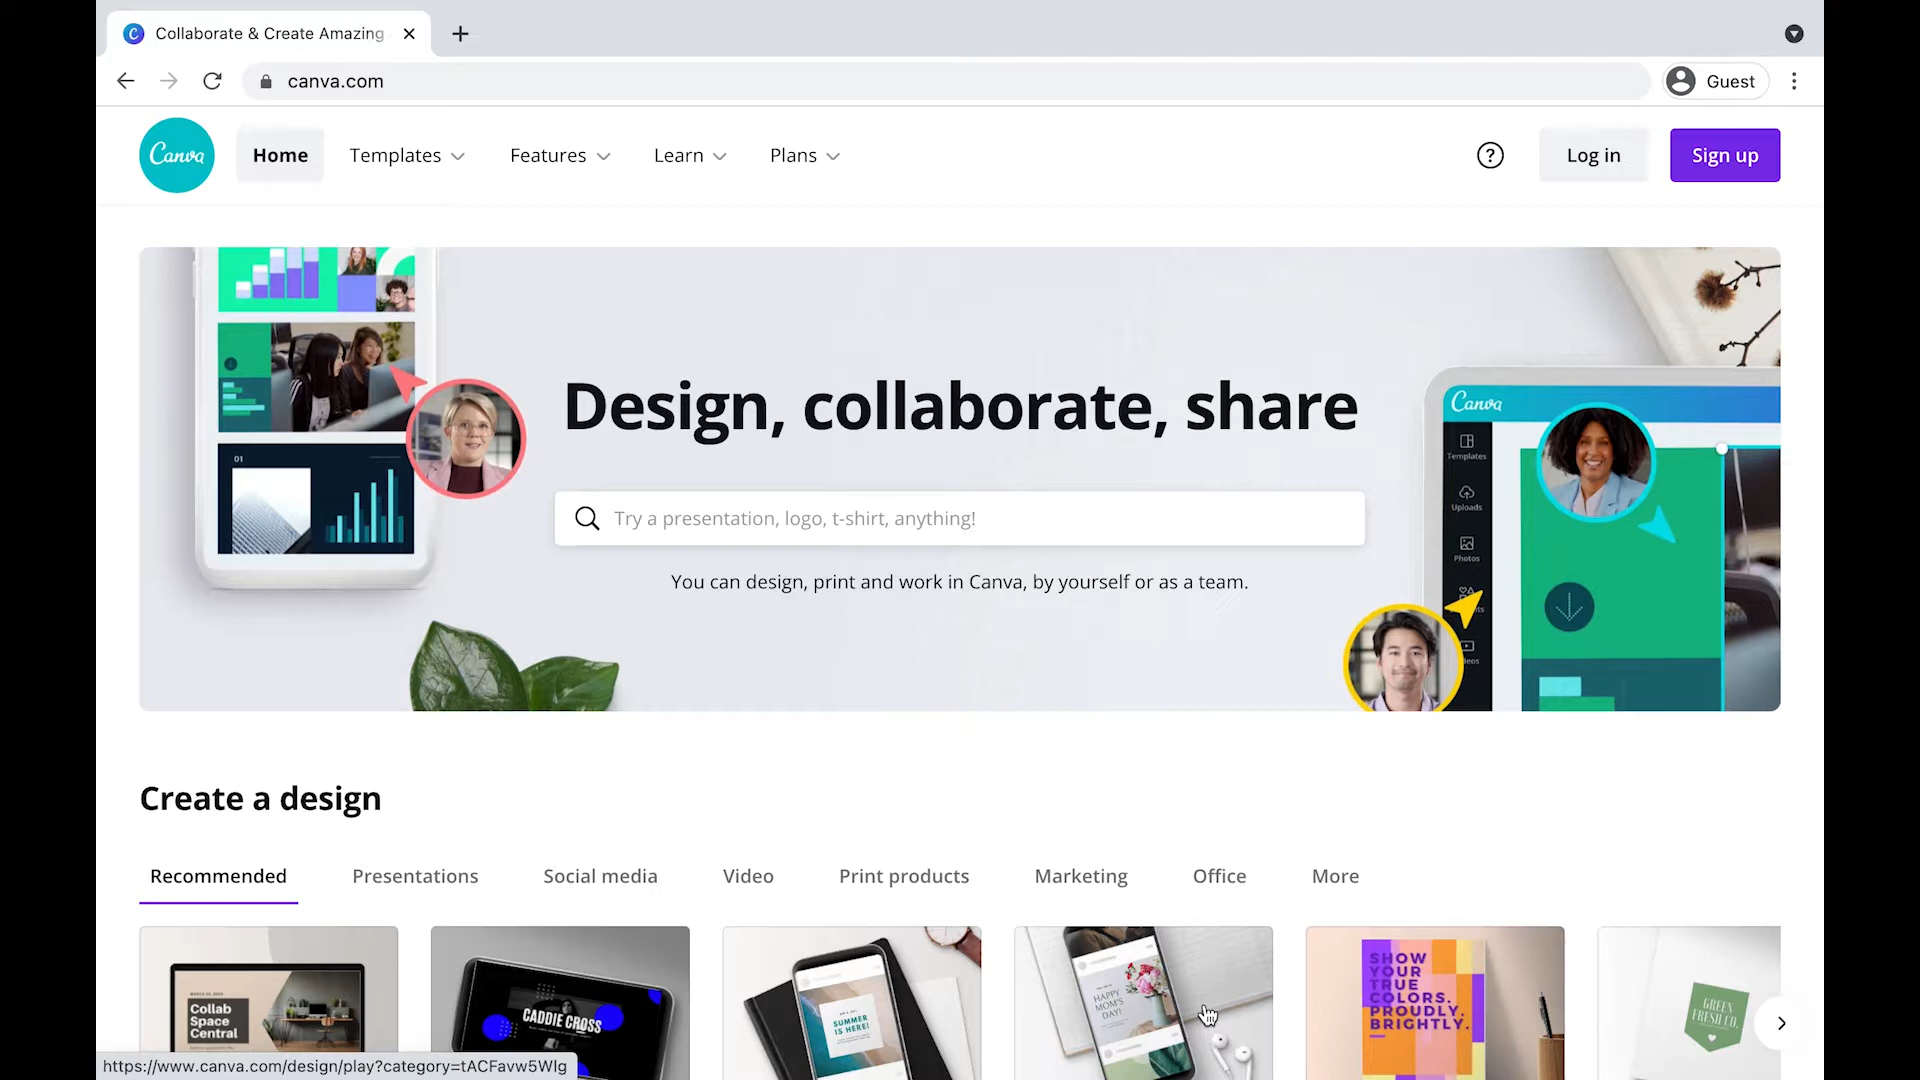 Collaborate & Create Amazing
canva.com
Guest
Canva
Home
Templates
Features
Learn
Plans
Log in
Sign up
01
Design, collaborate, share
Try a presentation, logo, t-shirt, anything!
You can design, print and work in Canva, by yourself or as a team.
Canva
Templates
Uploads
Photos
Create a design
Recommended
Presentations
Social media
Video
Print products
Marketing
Office
More
Collab
Space
Central
CADDIE CROSS
SUMMER
IS HERE!
HAPPY
MOM'S
DAY!
SHOW
YOUR
TRUE
COLORS.
PROUDLY.
BRIGHTLY.
GREEN
FRESH CO.
https://www.canva.com/design/play?category=tACFavw5WIg